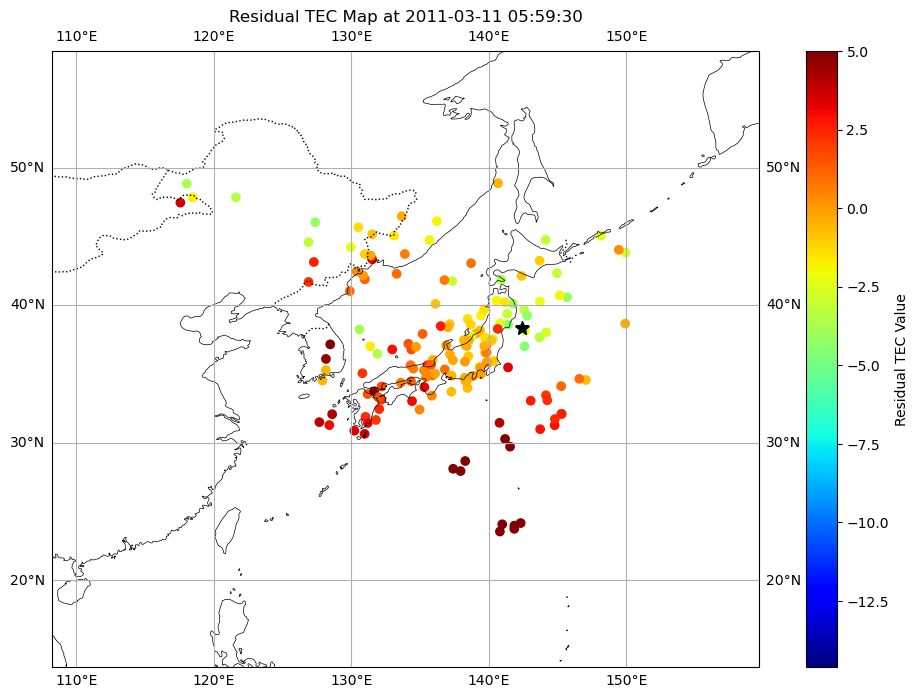 Residual TEC Map at 2011-03-11 05:59:30
110°E 120°E 130°E 140°E 150°E
50°N 50°N
40°N 40°N
30°N 30°N
20°N 20°N
110°E 120°E 130°E 140°E 150°E
5.0
2.5
0.0
−2.5
−5.0
−7.5
−10.0
−12.5
Residual TEC Value